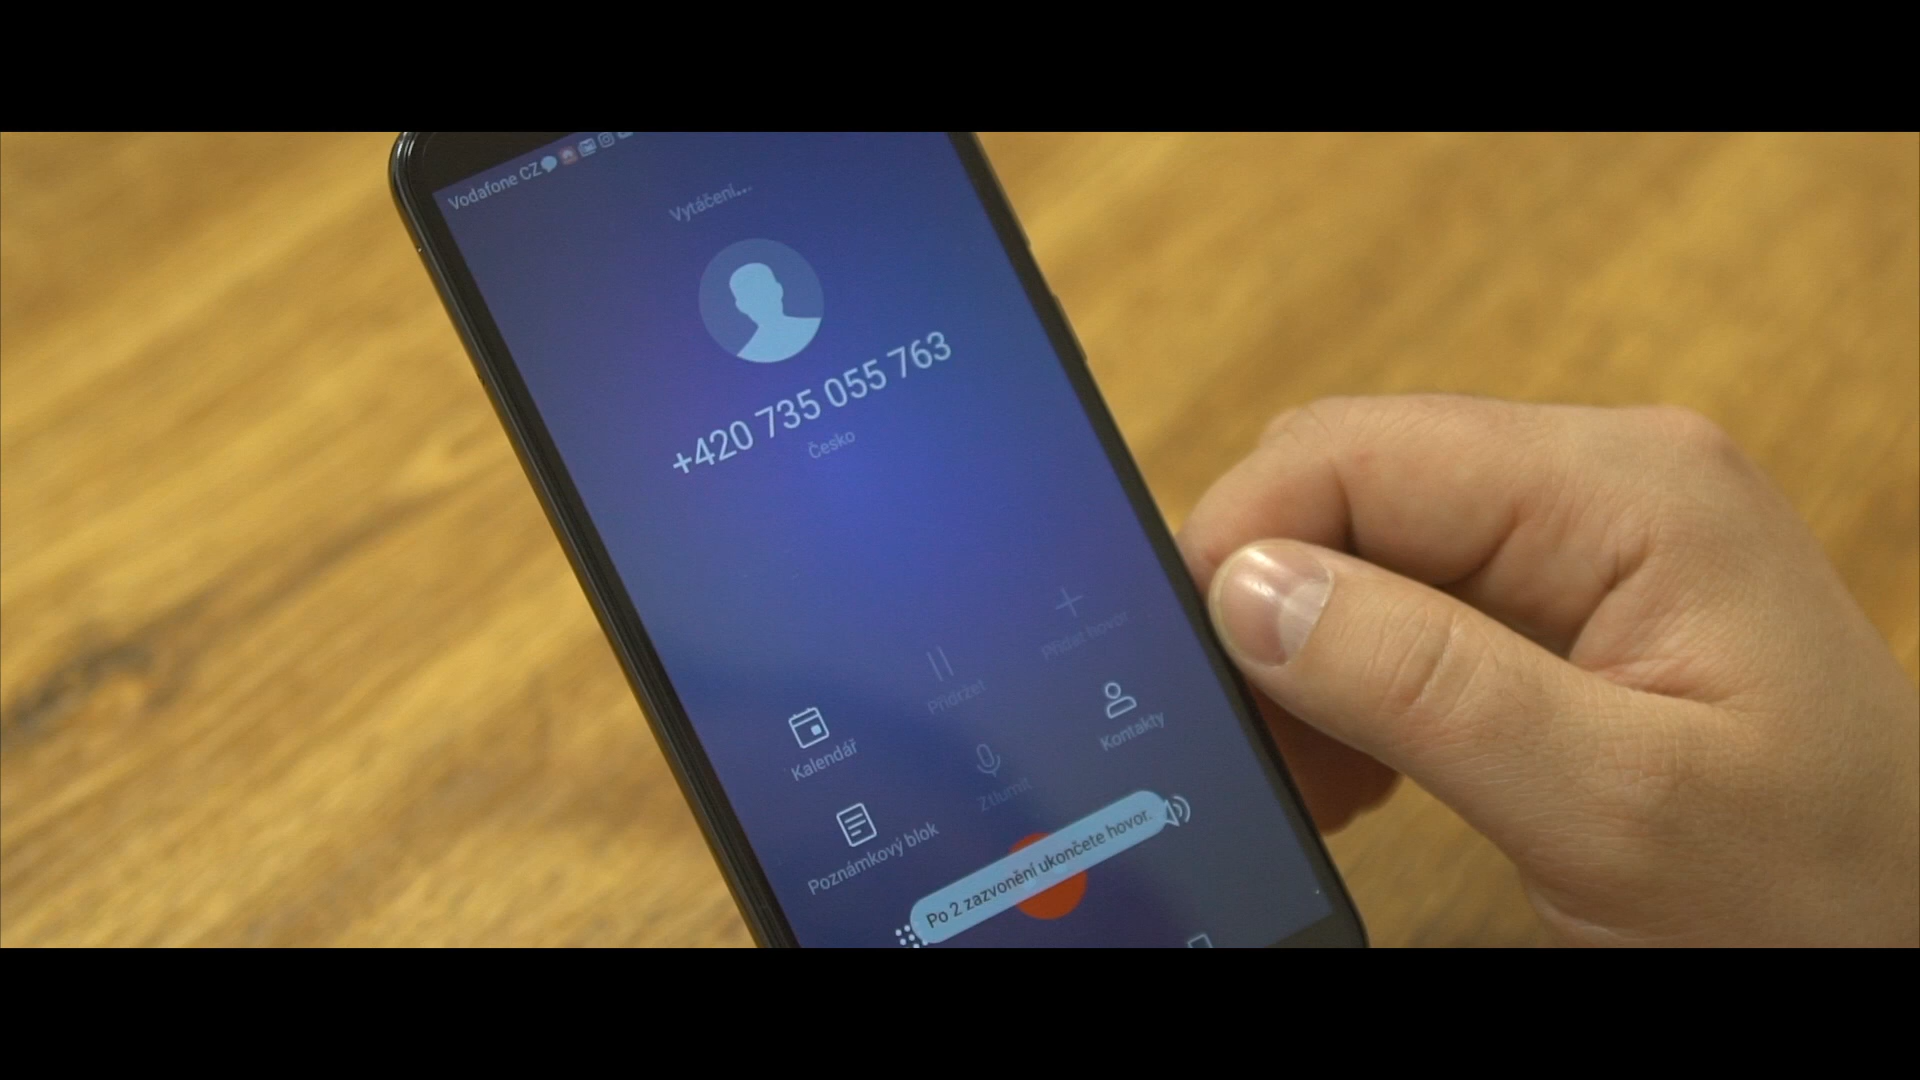 Vodafone CZ
Vytáčení...
+420 735 055 763
Česko
Přidržet
Přidat hovor
Kalendář
Ztlumit
Kontakty
Poznámkový blok
Po 2 zazvonění ukončete hovor.